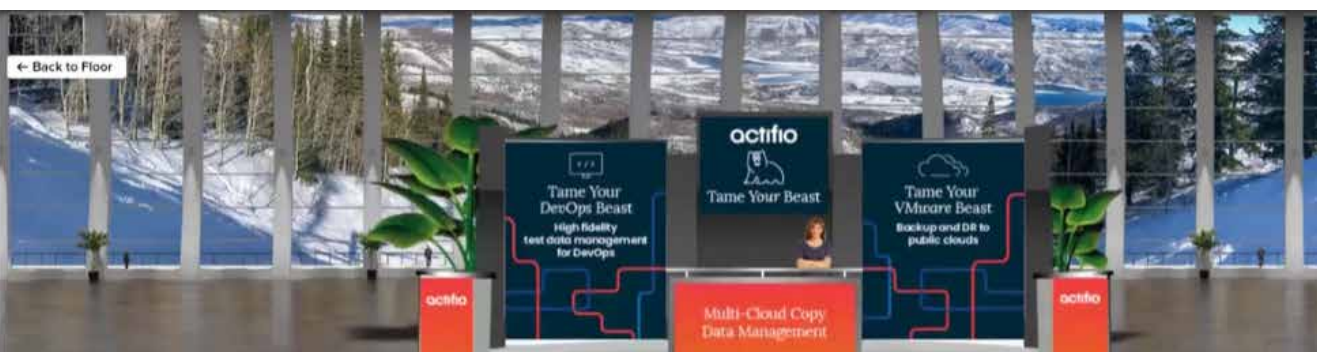 ← Back to Floor
actifio
Tame Your Beast
Tame Your
DevOps Beast
High fidelity
test data management
for DevOps
Tame Your
VMware Beast
Backup and DR to
public clouds
actifio
Multi-Cloud Copy
Data Management
actifio